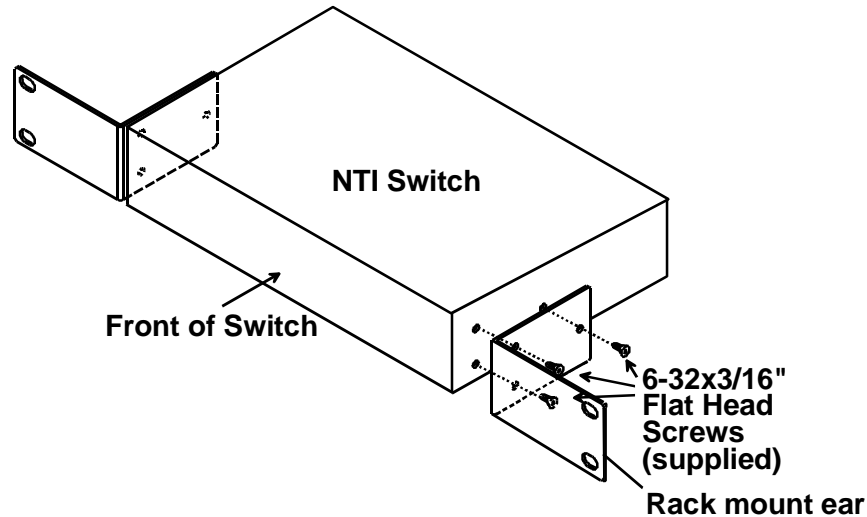 NTI Switch
Front of Switch
6-32x3/16"
Flat Head
Screws
(supplied)
Rack mount ear